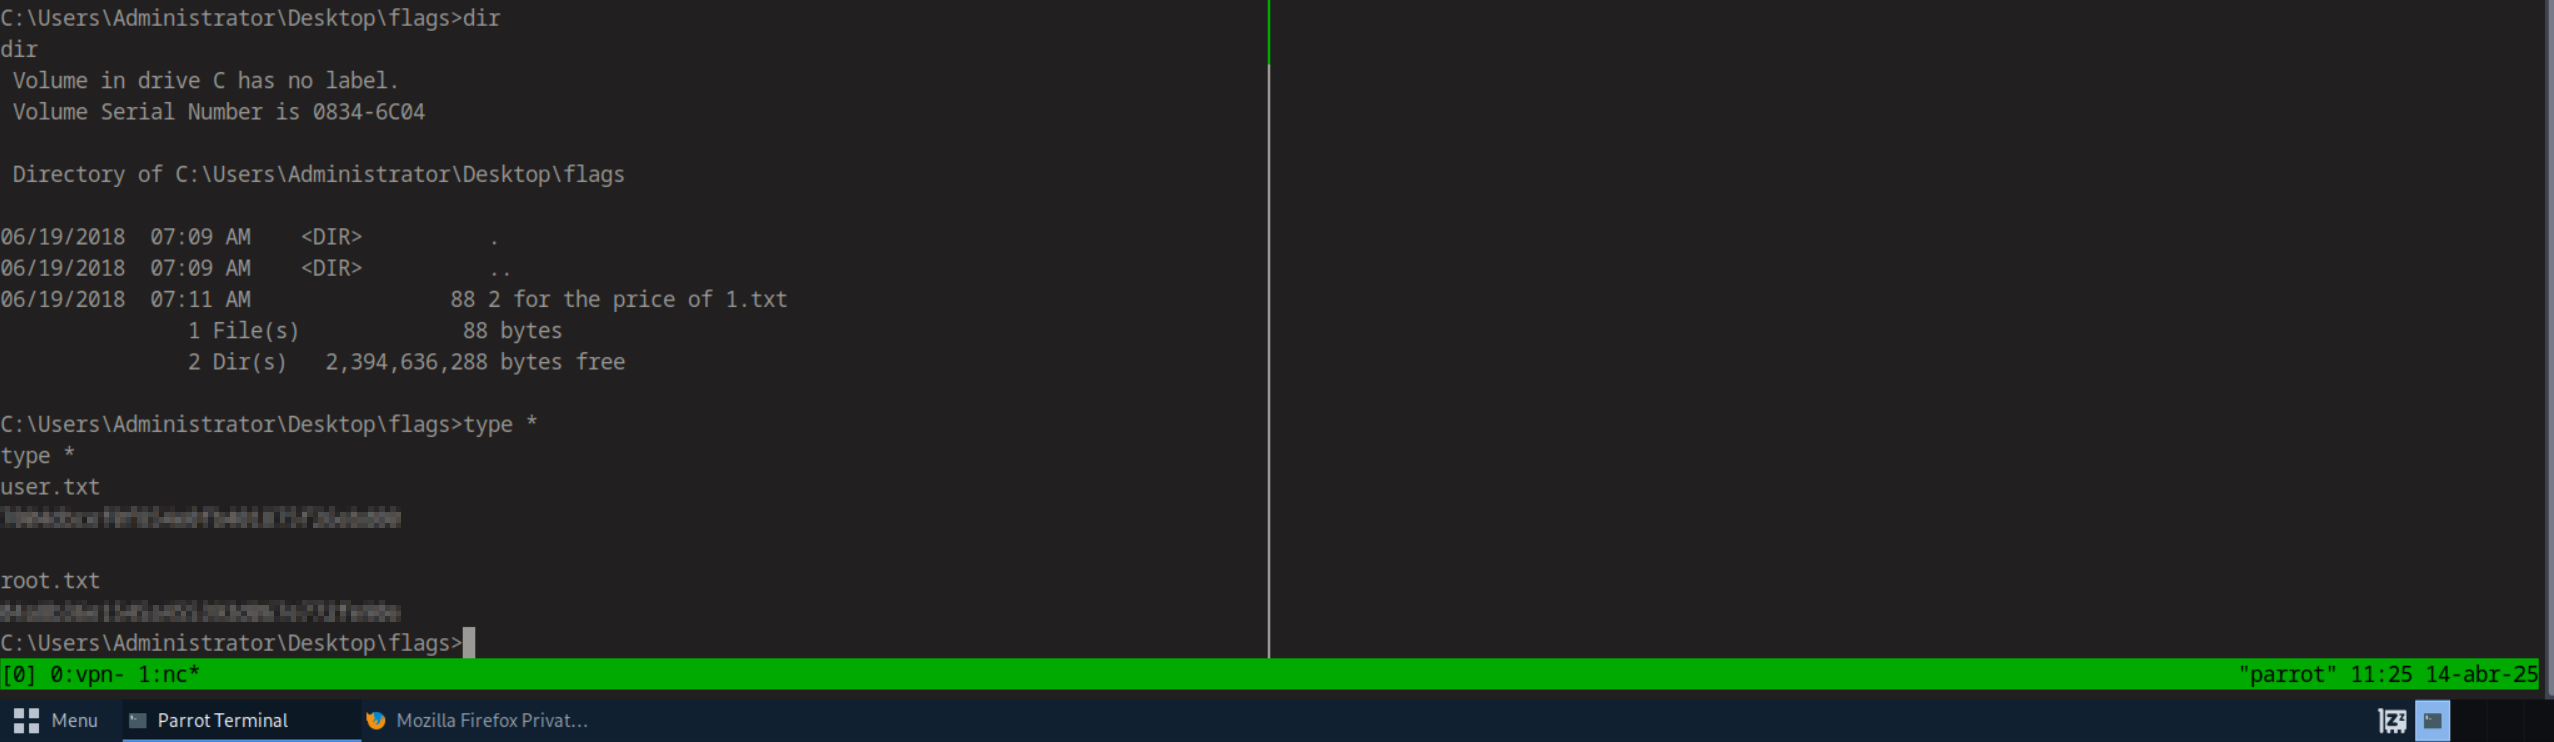 C:\Users\Administrator\Desktop\flags>dir
dir
 Volume in drive C has no label.
 Volume Serial Number is 0834-6C04

 Directory of C:\Users\Administrator\Desktop\flags

06/19/2018  07:09 AM    <DIR>          .
06/19/2018  07:09 AM    <DIR>          ..
06/19/2018  07:11 AM                88 2 for the price of 1.txt
               1 File(s)             88 bytes
               2 Dir(s)   2,394,636,288 bytes free

C:\Users\Administrator\Desktop\flags>type *
type *
user.txt

root.txt
C:\Users\Administrator\Desktop\flags>
[0] 0:vpn- 1:nc* "parrot" 11:25 14-abr-25
Menu Parrot Terminal Mozilla Firefox Privat...